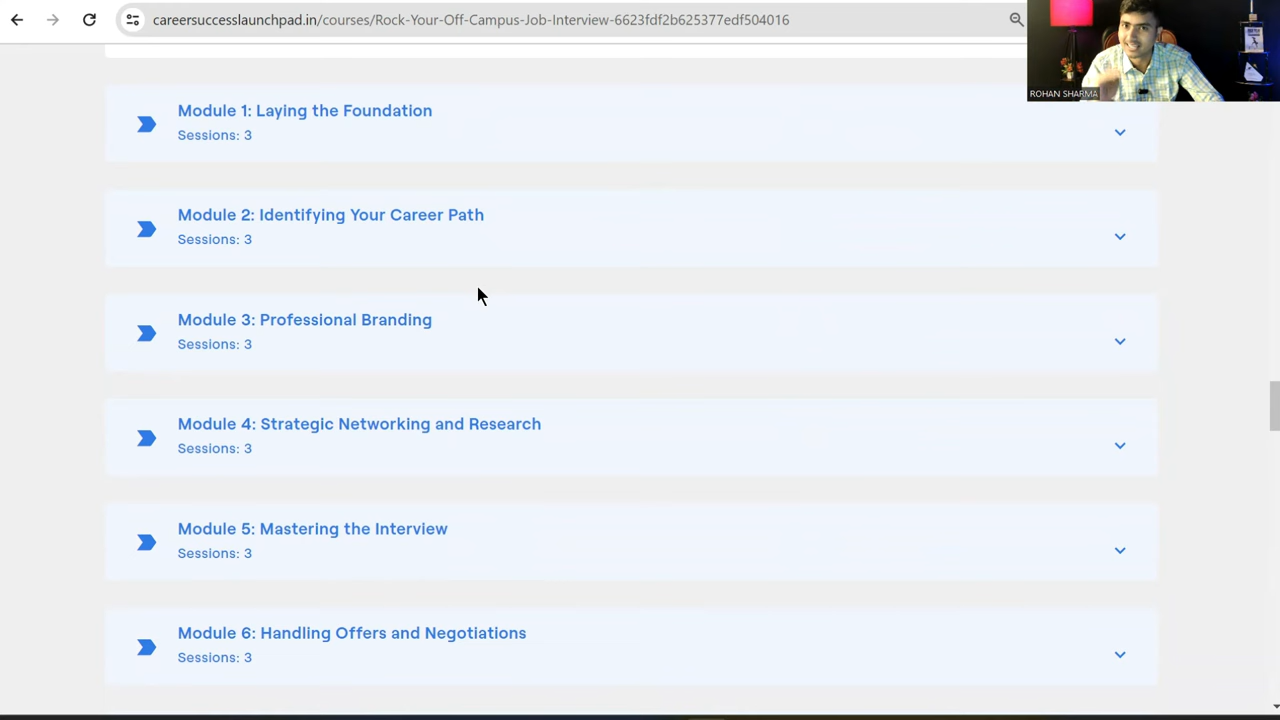 careersuccesslaunchpad.in/courses/Rock-Your-Off-Campus-Job-Interview-6623fdf2b625377edf504016
ROHAN SHARMA
Module 1: Laying the Foundation
Sessions: 3
Module 2: Identifying Your Career Path
Sessions: 3
Module 3: Professional Branding
Sessions: 3
Module 4: Strategic Networking and Research
Sessions: 3
Module 5: Mastering the Interview
Sessions: 3
Module 6: Handling Offers and Negotiations
Sessions: 3